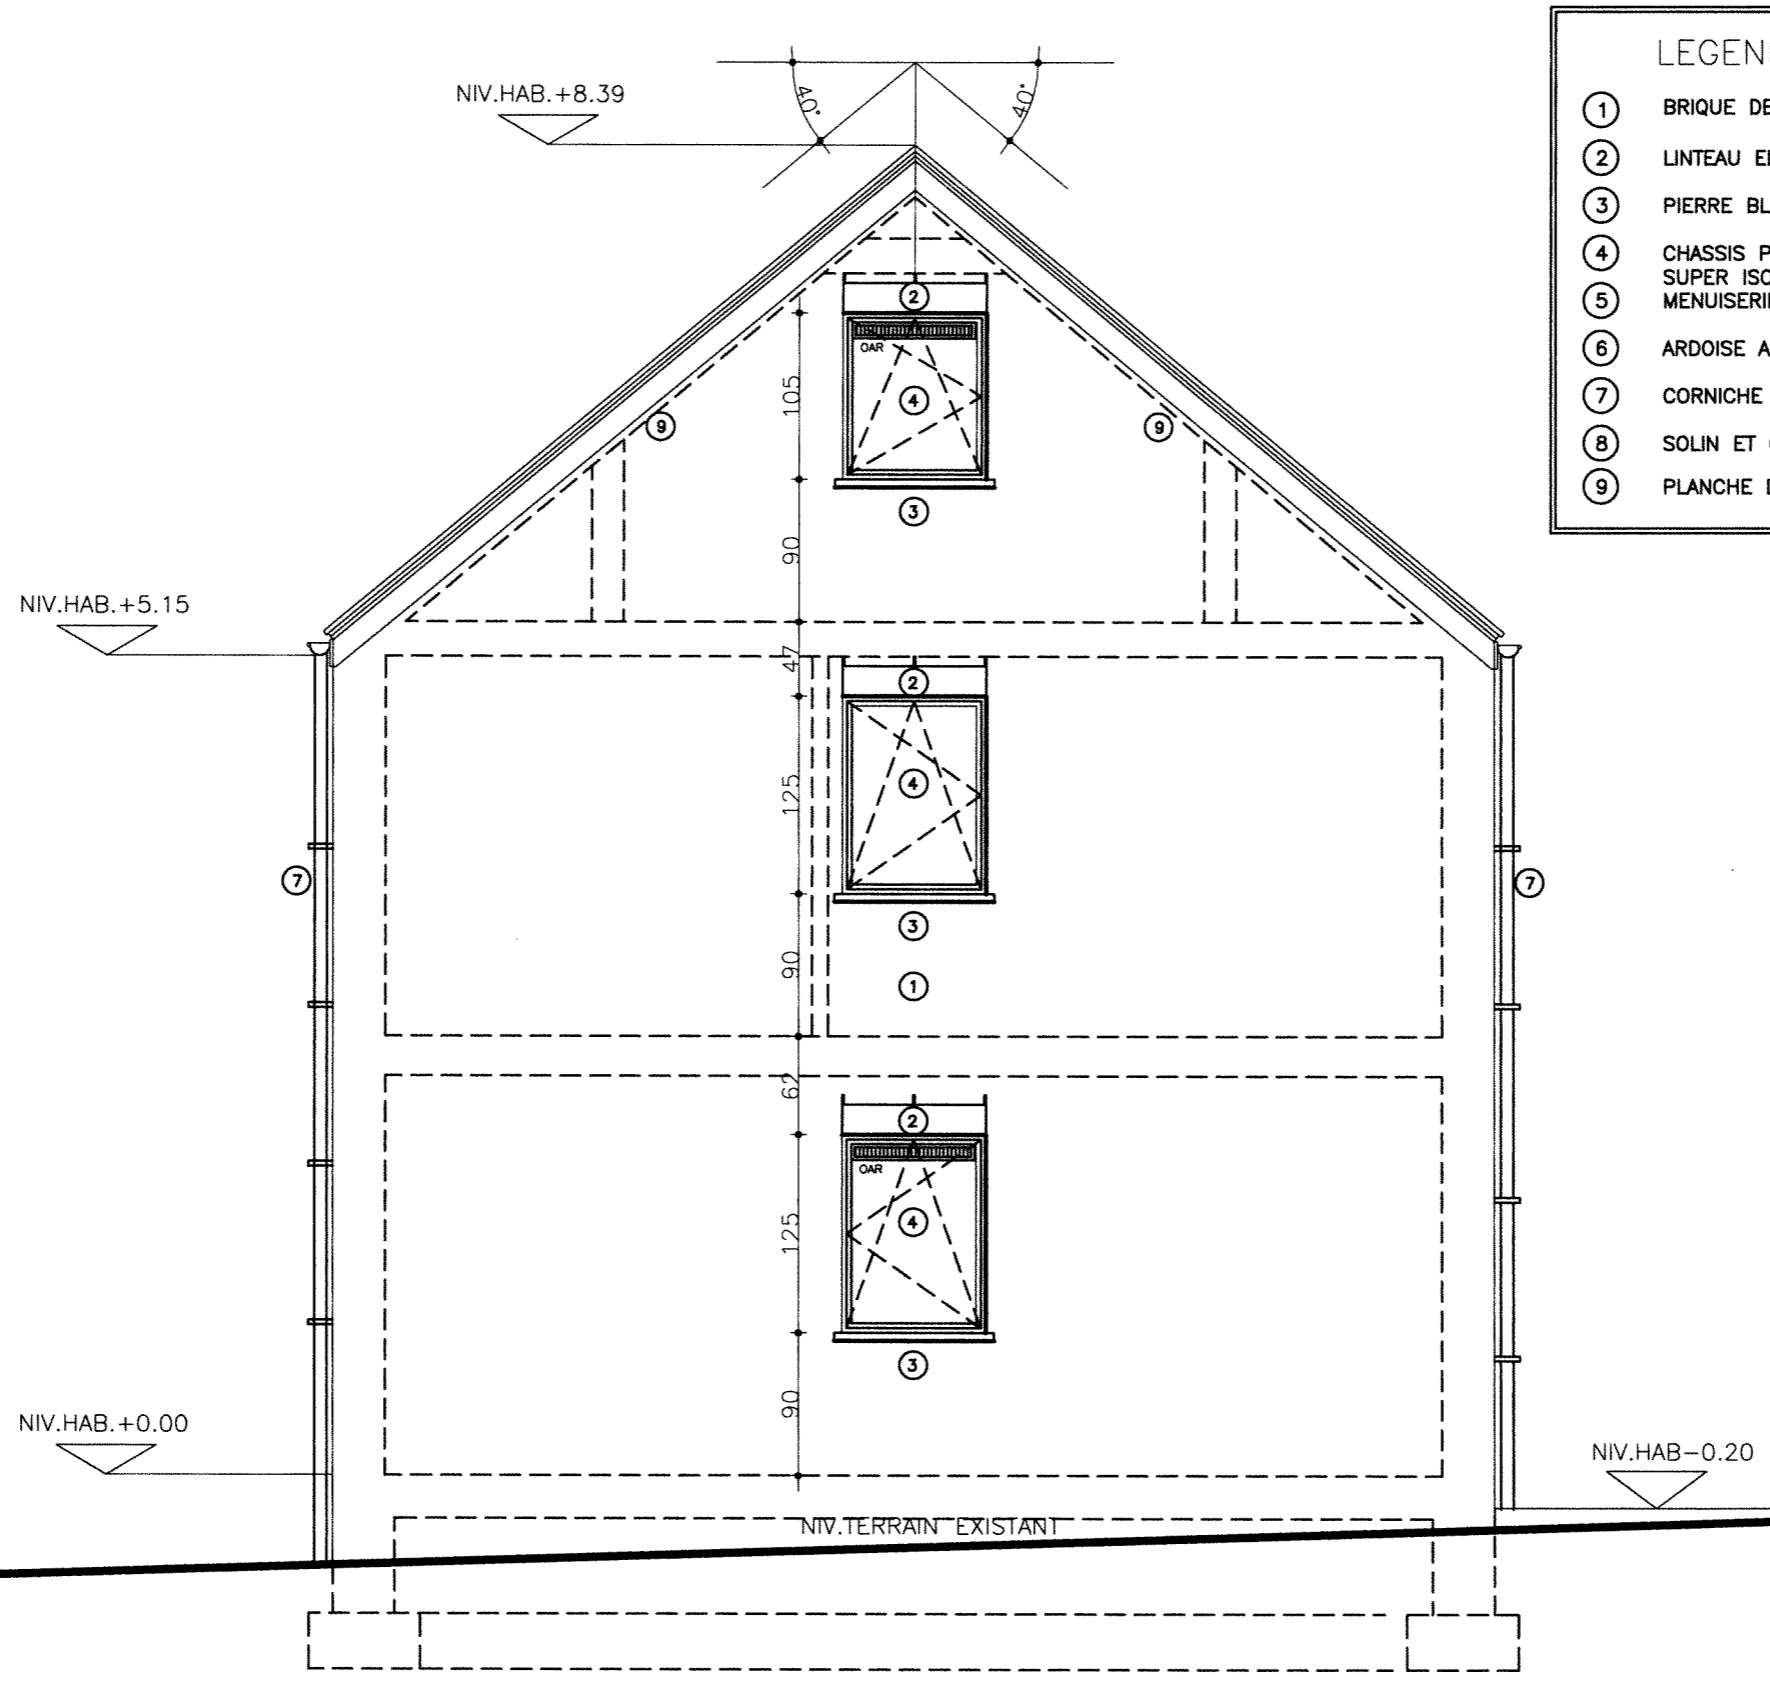 LEGEN
1 BRIQUE DE
2 LINTEAU E
3 PIERRE BL
4 CHASSIS P
SUPER ISO
5 MENUISERI
6 ARDOISE A
7 CORNICHE
8 SOLIN ET
9 PLANCHE
NIV.HAB.+8.39
40°
40°
2
OAR
4
105
9
9
3
90
NIV.HAB.+5.15
47
2
4
125
7
7
3
90
1
62
2
OAR
4
125
3
90
NIV.HAB.+0.00
NIV.HAB-0.20
NIV.TERRAIN EXISTANT